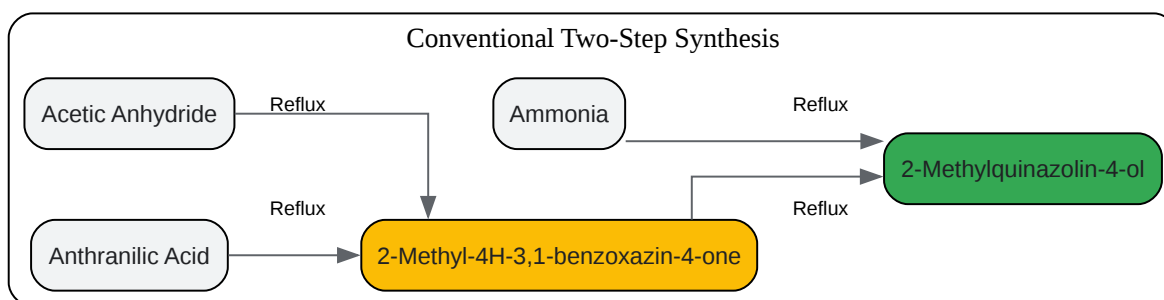 Conventional Two-Step Synthesis
Acetic Anhydride
Reflux
Ammonia
Reflux
2-Methylquinazolin-4-ol
Anthranilic Acid
Reflux
2-Methyl-4H-3,1-benzoxazin-4-one
Reflux